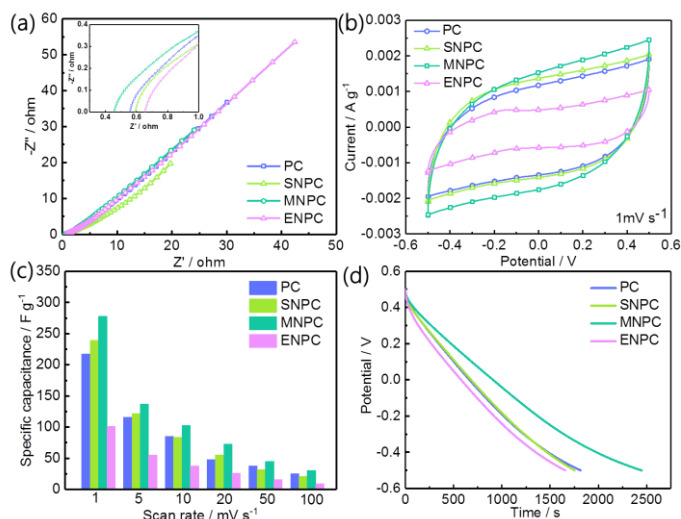 (a)
60
50
40
30
20
10
0
-Z'' / ohm
0.4
0.3
0.2
0.1
0.0
-Z'' / ohm
0.4 0.6 0.8 1.0
Z' / ohm
PC
SNPC
MNPC
ENPC
0 10 20 30 40 50
Z' / ohm
(b)
0.003
0.002
0.001
0.000
-0.001
-0.002
-0.003
Current / A g-1
PC
SNPC
MNPC
ENPC
1mV s-1
-0.6 -0.4 -0.2 0.0 0.2 0.4 0.6
Potential / V
(c)
350
300
250
200
150
100
50
0
Specific capacitance / F g-1
PC
SNPC
MNPC
ENPC
1 5 10 20 50 100
Scan rate / mV s-1
(d)
0.6
0.4
0.2
0.0
-0.2
-0.4
-0.6
Potential / V
PC
SNPC
MNPC
ENPC
0 500 1000 1500 2000 2500
Time / s